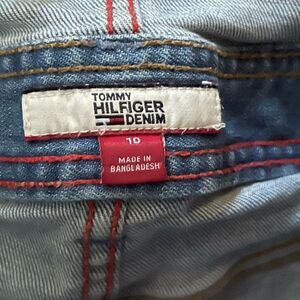 TOMMY
HILFIGER
DENIM
10
MADE IN
BANGLADESH